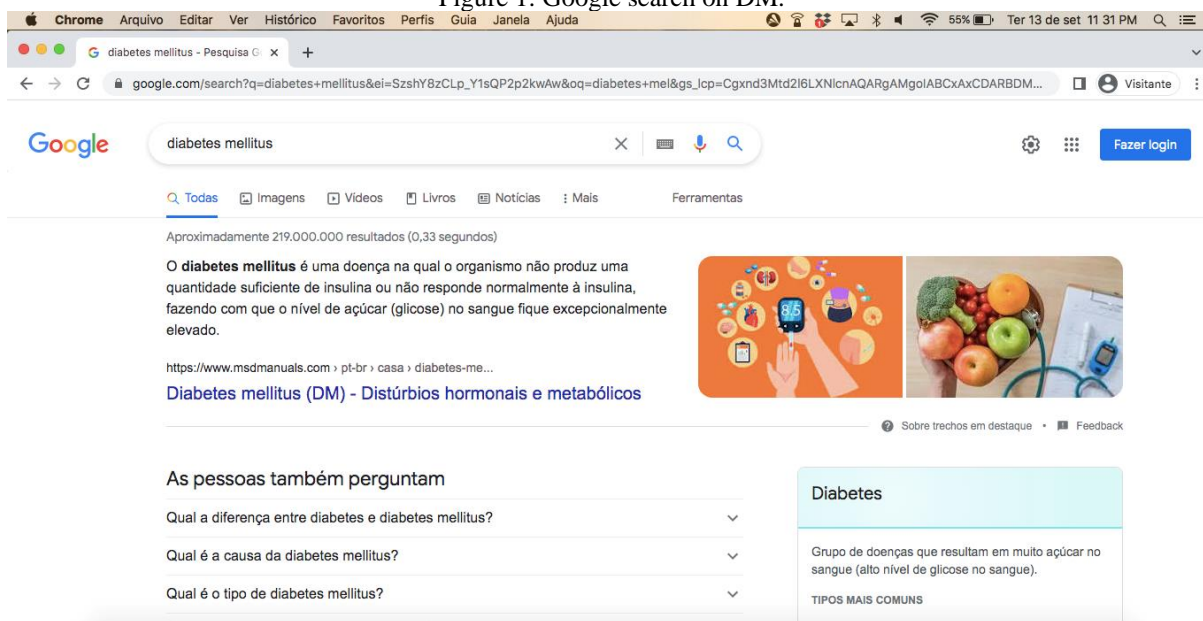 Figure 1. Google search on DM.
Chrome Arquivo Editar Ver Histórico Favoritos Perfis Guia Janela Ajuda 55% Ter 13 de set 11 31 PM
G diabetes mellitus - Pesquisa G × +
google.com/search?q=diabetes+mellitus&ei=SzshY8zCLp_Y1sQP2p2kwAw&oq=diabetes+mel&gs_lcp=Cgxnd3Mtd2l6LXNlcnAQARgAMgoIABCxAxCDARBDM... Visitante
Google diabetes mellitus Fazer login
Todas Imagens Vídeos Livros Notícias Mais Ferramentas
Aproximadamente 219.000.000 resultados (0,33 segundos)
O diabetes mellitus é uma doença na qual o organismo não produz uma
quantidade suficiente de insulina ou não responde normalmente à insulina,
fazendo com que o nível de açúcar (glicose) no sangue fique excepcionalmente
elevado.
8.5
https://www.msdmanuals.com › pt-br › casa › diabetes-me...
Diabetes mellitus (DM) - Distúrbios hormonais e metabólicos
Sobre trechos em destaque • Feedback
As pessoas também perguntam
Qual a diferença entre diabetes e diabetes mellitus?
Qual é a causa da diabetes mellitus?
Qual é o tipo de diabetes mellitus?
Diabetes
Grupo de doenças que resultam em muito açúcar no
sangue (alto nível de glicose no sangue).
TIPOS MAIS COMUNS